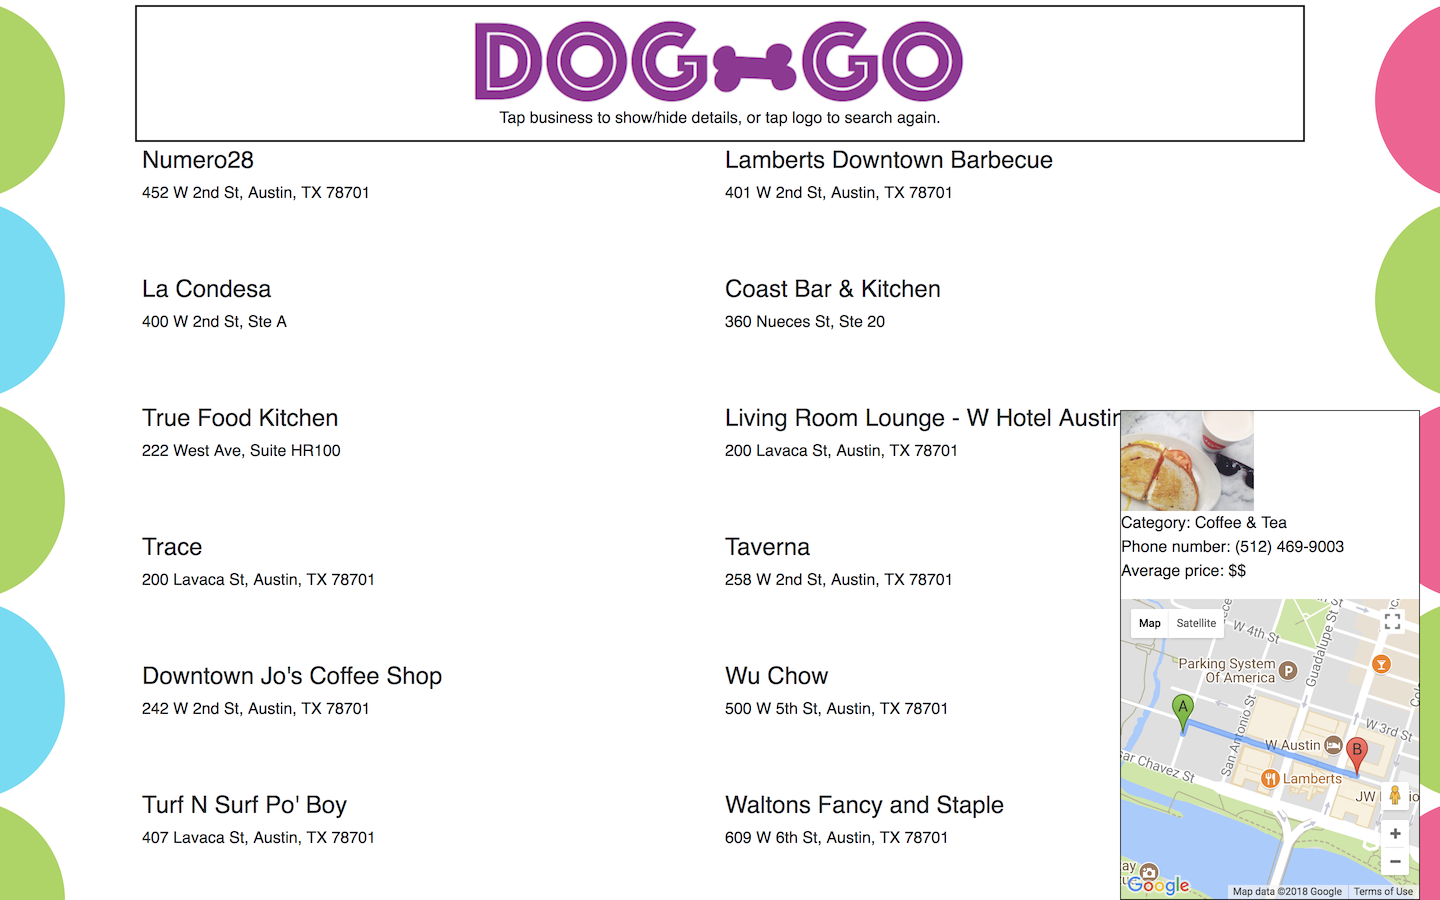 DOG GO
Tap business to show/hide details, or tap logo to search again.
Numero28
452 W 2nd St, Austin, TX 78701
Lamberts Downtown Barbecue
401 W 2nd St, Austin, TX 78701
La Condesa
400 W 2nd St, Ste A
Coast Bar & Kitchen
360 Nueces St, Ste 20
True Food Kitchen
222 West Ave, Suite HR100
Living Room Lounge - W Hotel Austin
200 Lavaca St, Austin, TX 78701
Trace
200 Lavaca St, Austin, TX 78701
Taverna
258 W 2nd St, Austin, TX 78701
Downtown Jo's Coffee Shop
242 W 2nd St, Austin, TX 78701
Wu Chow
500 W 5th St, Austin, TX 78701
Turf N Surf Po' Boy
407 Lavaca St, Austin, TX 78701
Waltons Fancy and Staple
609 W 6th St, Austin, TX 78701
Category: Coffee & Tea
Phone number: (512) 469-9003
Average price: $$
Map Satellite
W 4th St
Guadalupe St
Parking System
Of America
P
A
San Antonio St
W 3rd St
W Austin
B
Lamberts
ar Chavez St
JW
Google
Map data ©2018 Google Terms of Use